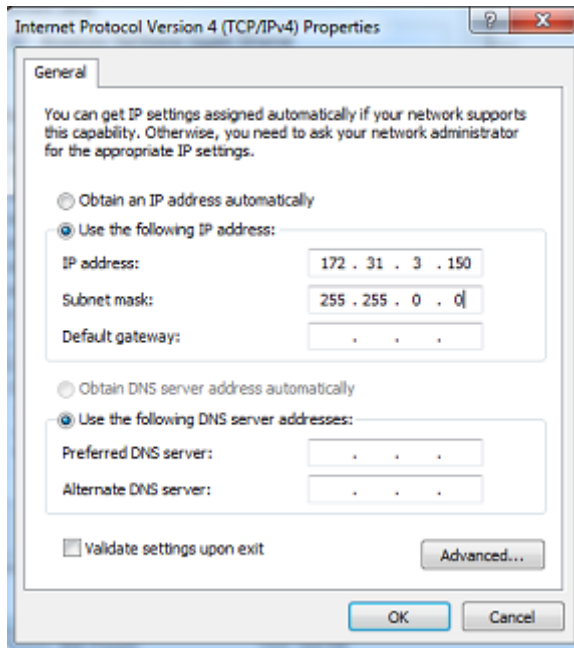 Internet Protocol Version 4 (TCP/IPv4) Properties
General
You can get IP settings assigned automatically if your network supports
this capability. Otherwise, you need to ask your network administrator
for the appropriate IP settings.
Obtain an IP address automatically
Use the following IP address:
IP address: 172 . 31 . 3 . 150
Subnet mask: 255 . 255 . 0 . 0
Default gateway: . . .
Obtain DNS server address automatically
Use the following DNS server addresses:
Preferred DNS server: . . .
Alternate DNS server: . . .
Validate settings upon exit
Advanced...
OK Cancel